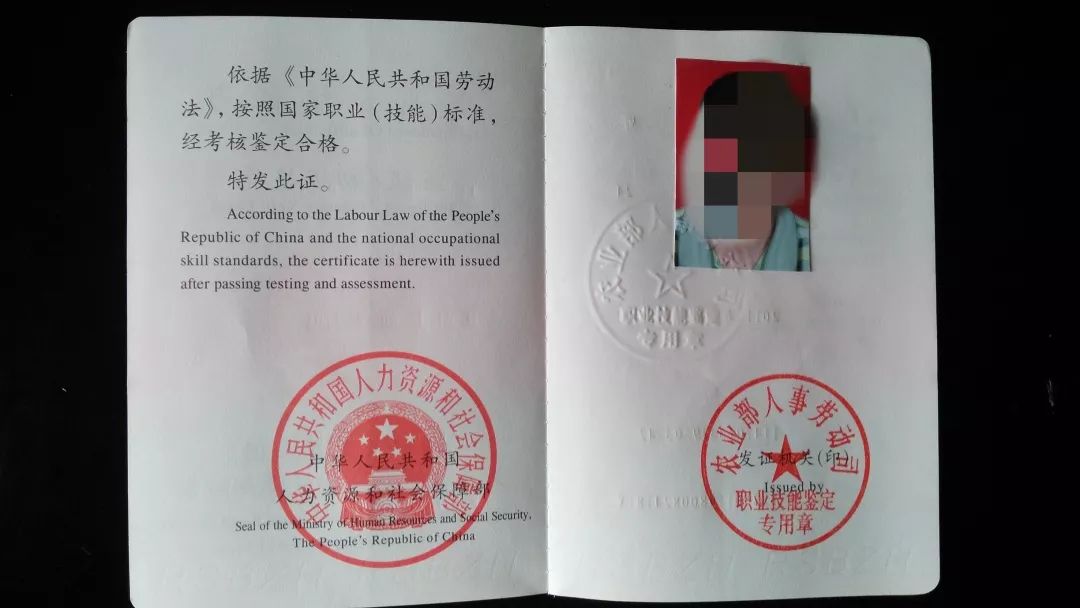 依据《中华人民共和国劳动
法》，按照国家职业（技能）标准，
经考核鉴定合格。
特发此证。
According to the Labour Law of the People's
Republic of China and the national occupational
skill standards, the certificate is herewith issued
after passing testing and assessment.
中华人民共和国人力资源和社会保障部
中华人民共和国
人力资源和社会保障部
Seal of the Ministry of Human Resources and Social Security,
The People's Republic of China
农业部人
专用章
农业部人事劳动司
发证机关(印)
Issued by
职业技能鉴定
专用章